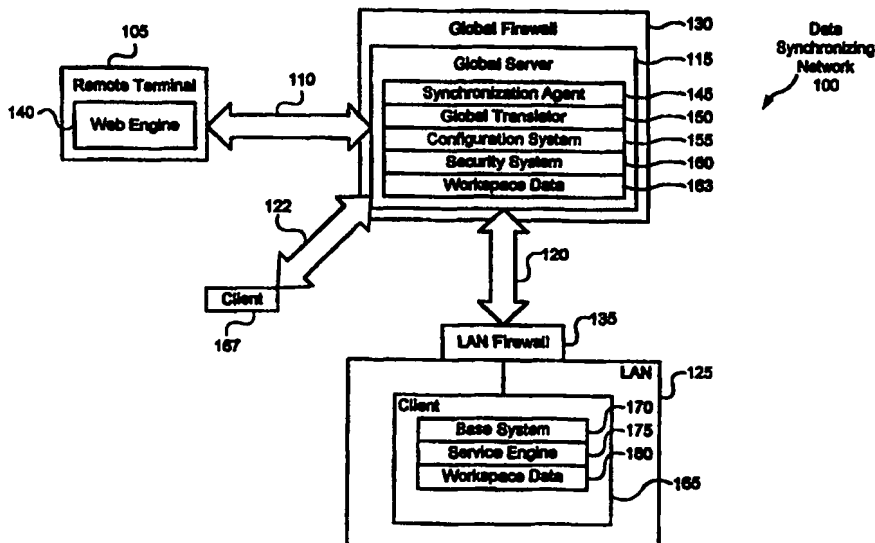 105
Remote Terminal
140
Web Engine
110
Global Firewall
130
Global Server
115
Synchronization Agent
145
Global Translator
150
Configuration System
155
Security System
160
Workspace Data
163
Data
Synchronizing
Network
100
122
Client
167
120
LAN Firewall
135
LAN
125
Client
Base System
170
Service Engine
175
Workspace Data
180
165